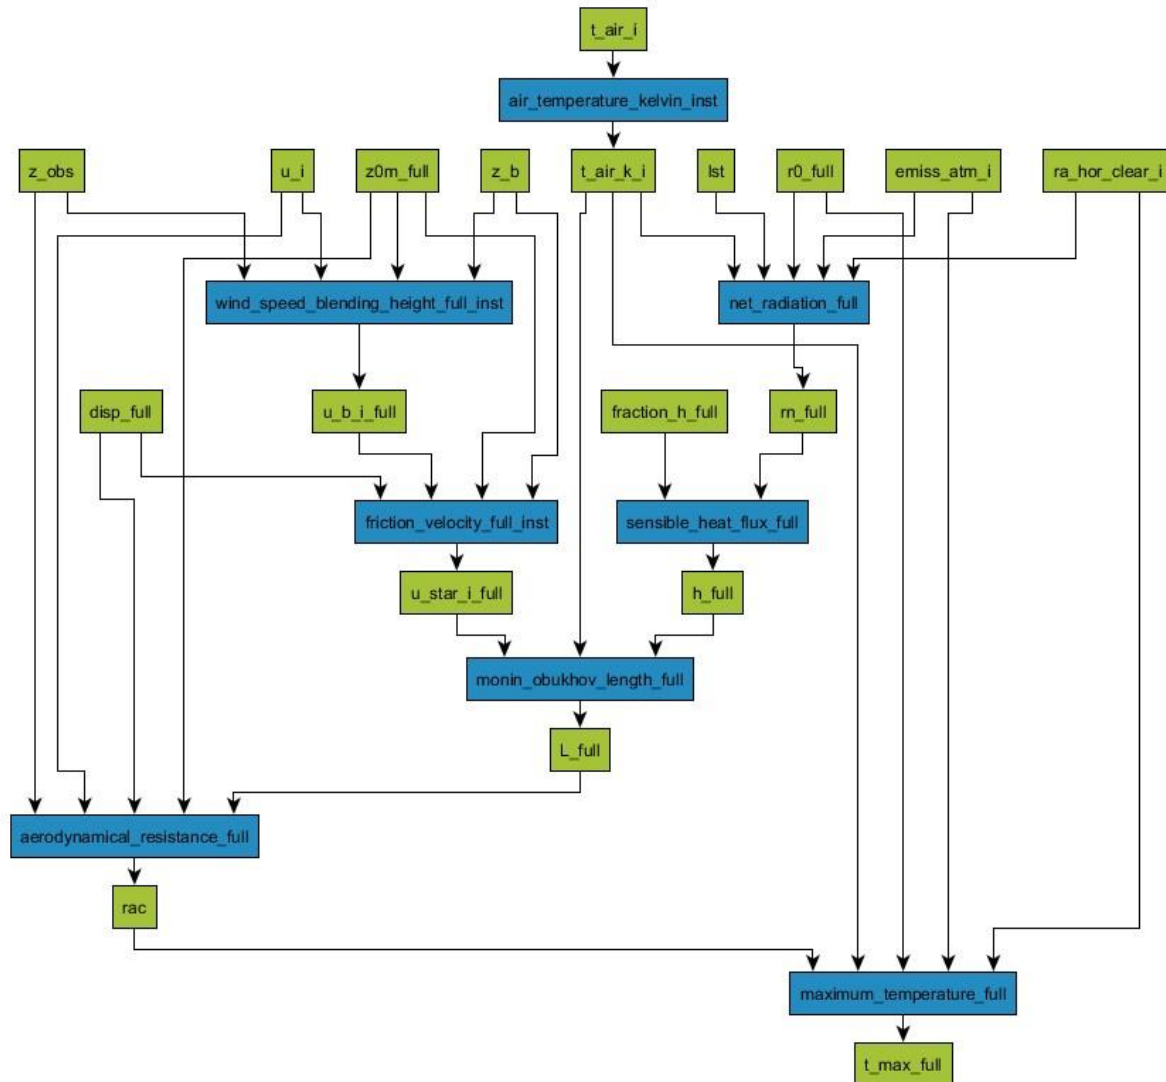 t_air_i
air_temperature_kelvin_inst
z_obs
u_i
z0m_full
z_b
t_air_k_i
lst
r0_full
emiss_atm_i
ra_hor_clear_i
wind_speed_blending_height_full_inst
net_radiation_full
disp_full
u_b_i_full
fraction_h_full
rn_full
friction_velocity_full_inst
sensible_heat_flux_full
u_star_i_full
h_full
monin_obukhov_length_full
L_full
aerodynamical_resistance_full
rac
maximum_temperature_full
t_max_full